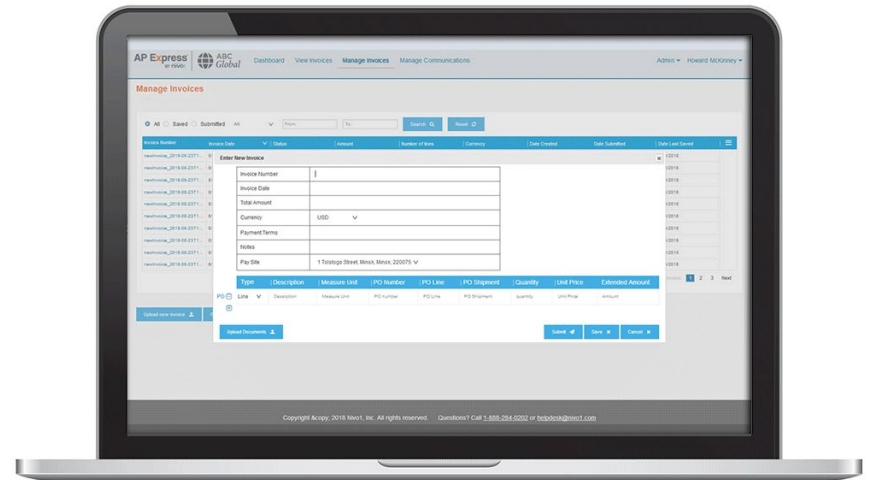 AP Express
BY nivo1
ABC
Global
Dashboard View Invoices Manage Invoices Manage Communications
Admin Howard McKinney
Manage Invoices
All Saved Submitted All From: To: Search Reset
Invoice Number Invoice Date Status Amount Number of lines Currency Date Created Date Submitted Date Last Saved
Enter New Invoice
Invoice Number
Invoice Date
Total Amount
Currency USD
Payment Terms
Notes
Pay Site 1 Tolstogo Street, Minsk, Minsk, 220075
Type Description Measure Unit PO Number PO Line PO Shipment Quantity Unit Price Extended Amount
PO Line Description Measure Unit PO Number PO Line PO Shipment Quantity Unit Price Amount
1 2 3 Next
Upload new invoice
Upload Documents Submit Save Cancel
Copyright &copy; 2018 Nivo1, Inc. All rights reserved. Questions? Call 1-888-284-0202 or helpdesk@nivo1.com